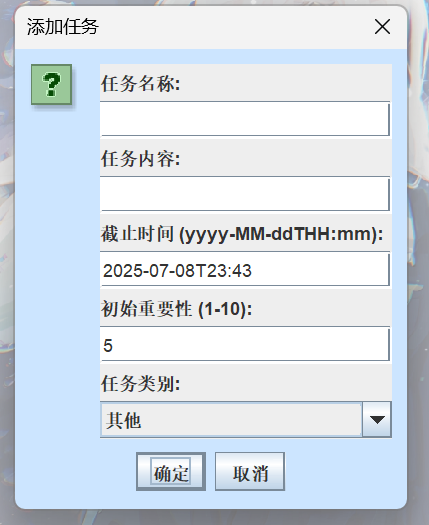 添加任务
任务名称:
任务内容:
截止时间 (yyyy-MM-ddTHH:mm):
2025-07-08T23:43
初始重要性 (1-10):
5
任务类别:
其他
确定 取消